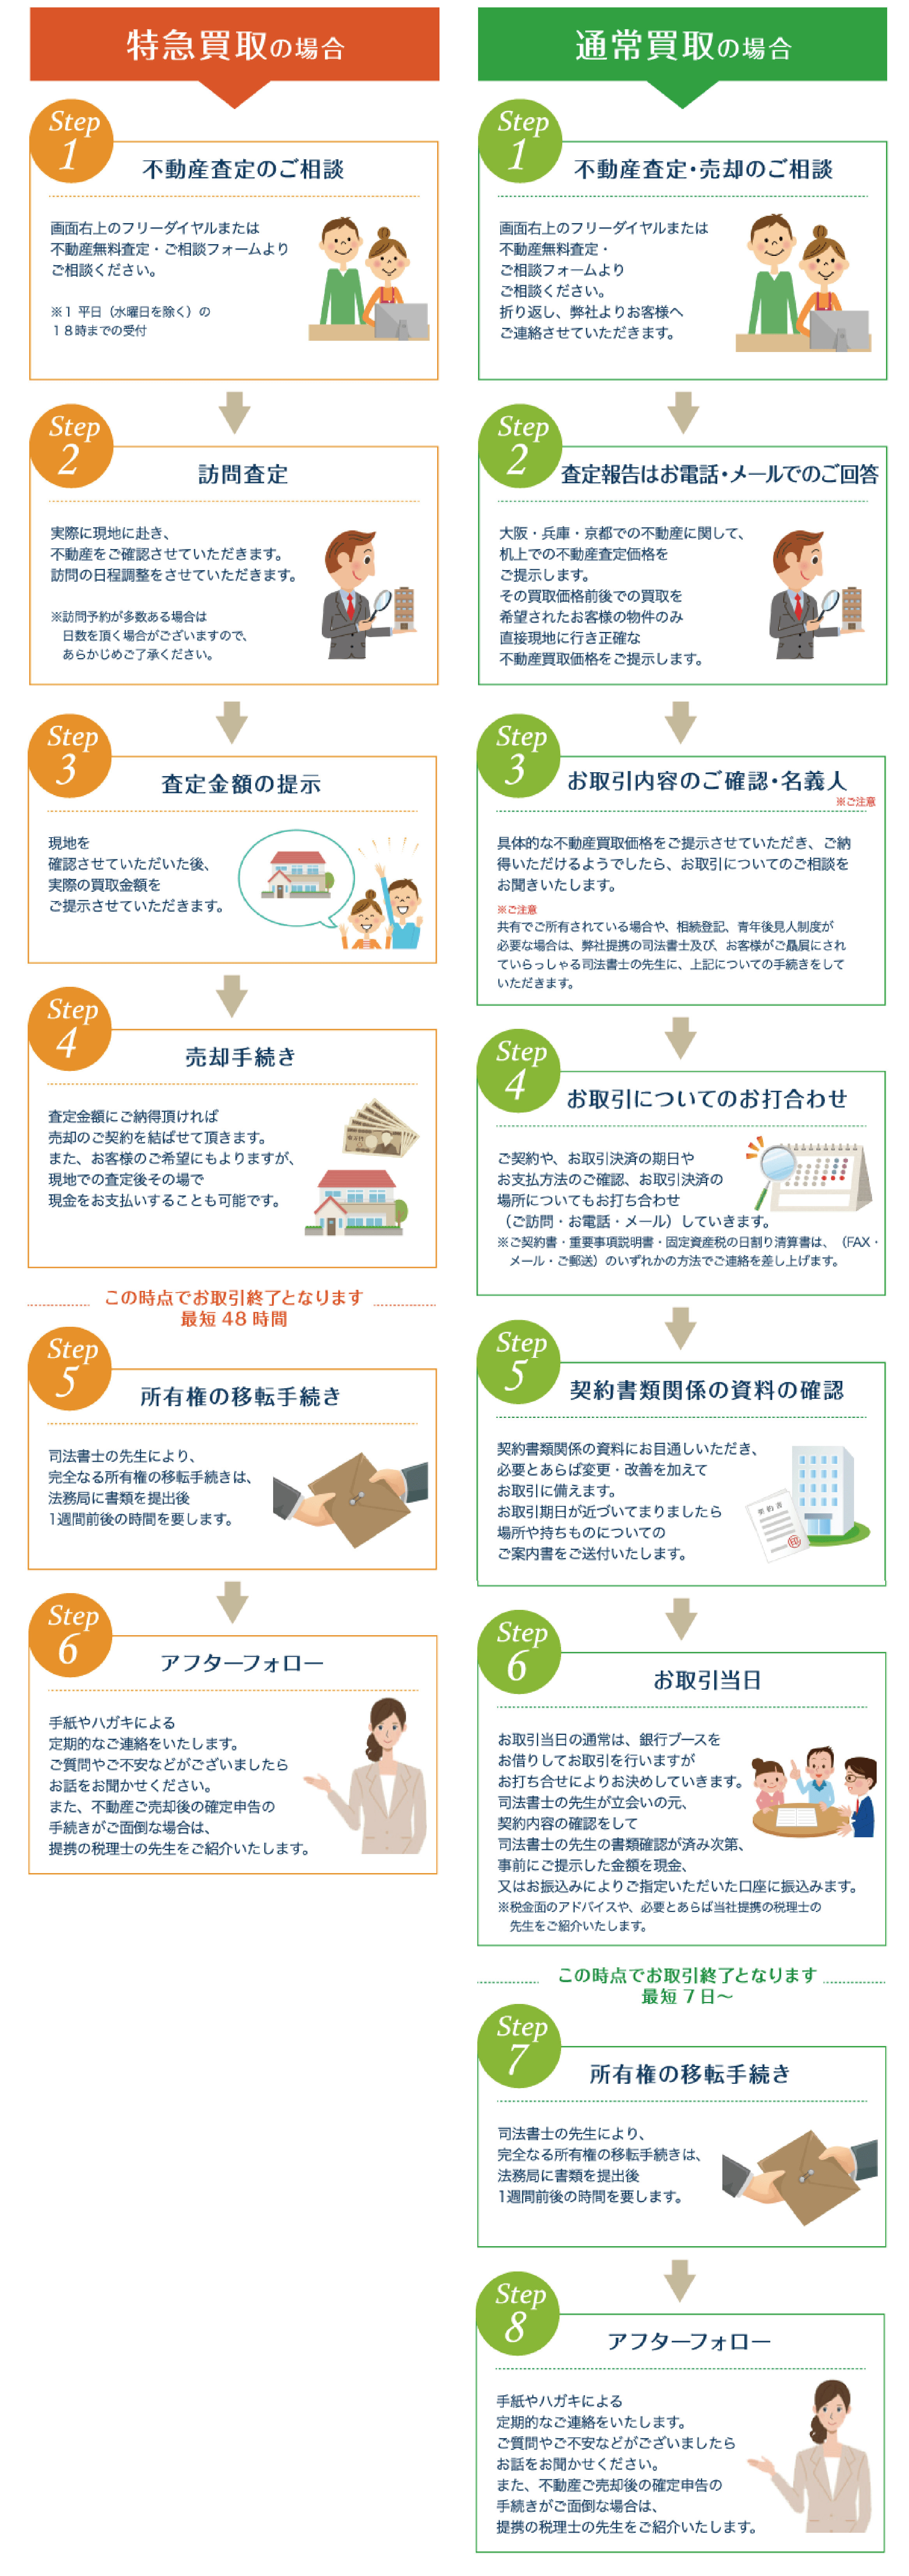 特急買取の場合
Step
1
不動産査定のご相談
画面右上のフリーダイヤルまたは
不動産無料査定・ご相談フォームより
ご相談ください。
※1 平日（水曜日を除く）の
18時までの受付
Step
2
訪問査定
実際に現地に赴き、
不動産をご確認させていただきます。
訪問の日程調整をさせていただきます。
※訪問予約が多数ある場合は
日数を頂く場合がございますので、
あらかじめご了承ください。
Step
3
査定金額の提示
現地を
確認させていただいた後、
実際の買取金額を
ご提示させていただきます。
Step
4
売却手続き
査定金額にご納得頂ければ
売却のご契約を結ばせて頂きます。
また、お客様のご希望にもよりますが、
現地での査定後その場で
現金をお支払いすることも可能です。
この時点でお取引終了となります
最短 48 時間
Step
5
所有権の移転手続き
司法書士の先生により、
完全なる所有権の移転手続きは、
法務局に書類を提出後
1週間前後の時間を要します。
Step
6
アフターフォロー
手紙やハガキによる
定期的なご連絡をいたします。
ご質問やご不安などがございましたら
お話をお聞かせください。
また、不動産ご売却後の確定申告の
手続きがご面倒な場合は、
提携の税理士の先生をご紹介いたします。
通常買取の場合
Step
1
不動産査定・売却のご相談
画面右上のフリーダイヤルまたは
不動産無料査定・
ご相談フォームより
ご相談ください。
折り返し、弊社よりお客様へ
ご連絡させていただきます。
Step
2
査定報告はお電話・メールでのご回答
大阪・兵庫・京都での不動産に関して、
机上での不動産査定価格を
ご提示します。
その買取価格前後での買取を
希望されたお客様の物件のみ
直接現地に行き正確な
不動産買取価格をご提示します。
Step
3
お取引内容のご確認・名義人
※ご注意
具体的な不動産買取価格をご提示させていただき、ご納
得いただけるようでしたら、お取引についてのご相談を
お聞きいたします。
※ご注意
共有でご所有されている場合や、相続登記、青年後見人制度が
必要な場合は、弊社提携の司法書士及び、お客様がご贔屓にされ
ていらっしゃる司法書士の先生に、上記についての手続きをして
いただきます。
Step
4
お取引についてのお打合わせ
ご契約や、お取引決済の期日や
お支払方法のご確認、お取引決済の
場所についてもお打ち合わせ
（ご訪問・お電話・メール）していきます。
※ご契約書・重要事項説明書・固定資産税の日割り清算書は、（FAX・
メール・ご郵送）のいずれかの方法でご連絡を差し上げます。
Step
5
契約書類関係の資料の確認
契約書類関係の資料にお目通しいただき、
必要とあらば変更・改善を加えて
お取引に備えます。
お取引期日が近づいてまりましたら
場所や持ちものについての
ご案内書をご送付いたします。
契約書
印
Step
6
お取引当日
お取引当日の通常は、銀行ブースを
お借りしてお取引を行いますが
お打ち合せによりお決めしていきます。
司法書士の先生が立会いの元、
契約内容の確認をして
司法書士の先生の書類確認が済み次第、
事前にご提示した金額を現金、
又はお振込みによりご指定いただいた口座に振込みます。
※税金面のアドバイスや、必要とあらば当社提携の税理士の
先生をご紹介いたします。
この時点でお取引終了となります
最短 7 日〜
Step
7
所有権の移転手続き
司法書士の先生により、
完全なる所有権の移転手続きは、
法務局に書類を提出後
1週間前後の時間を要します。
Step
8
アフターフォロー
手紙やハガキによる
定期的なご連絡をいたします。
ご質問やご不安などがございましたら
お話をお聞かせください。
また、不動産ご売却後の確定申告の
手続きがご面倒な場合は、
提携の税理士の先生をご紹介いたします。